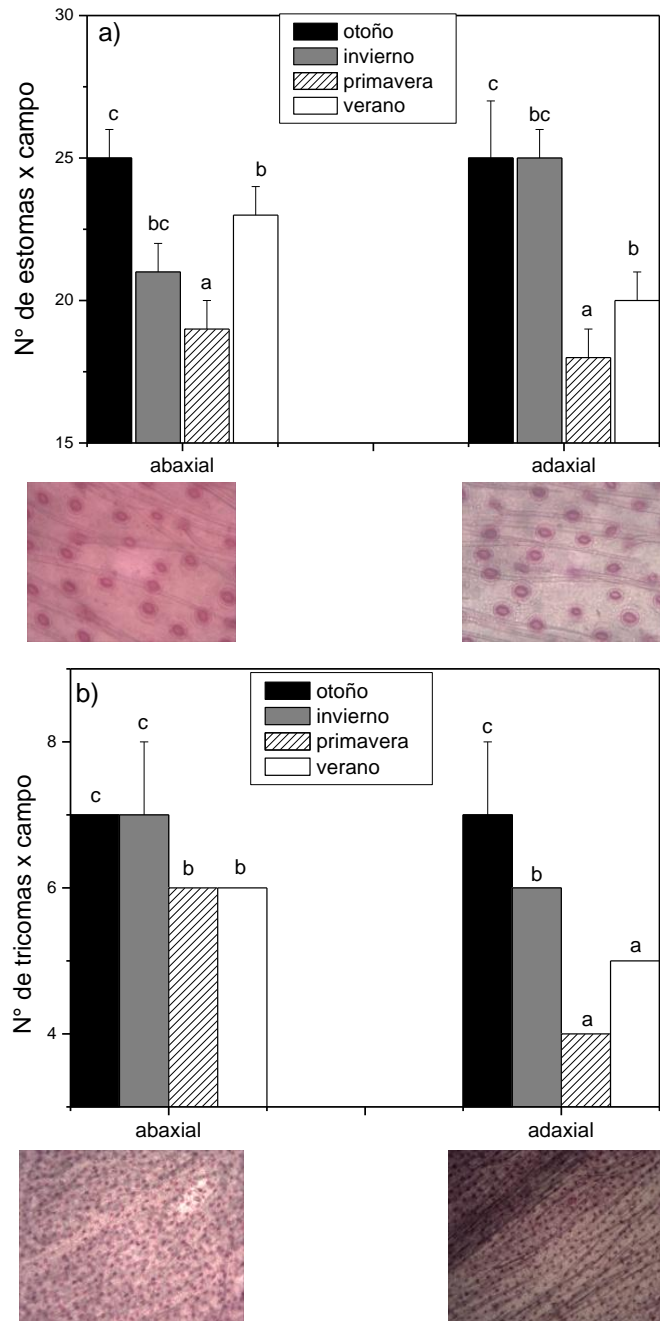 30
a)
otoño
invierno
primavera
verano
c
bc
a
b
c
bc
a
b
25
20
15
N° de estomas x campo
abaxial
adaxial
b)
otoño
invierno
primavera
verano
c
c
b
b
c
b
a
a
8
6
4
N° de tricomas x campo
abaxial
adaxial